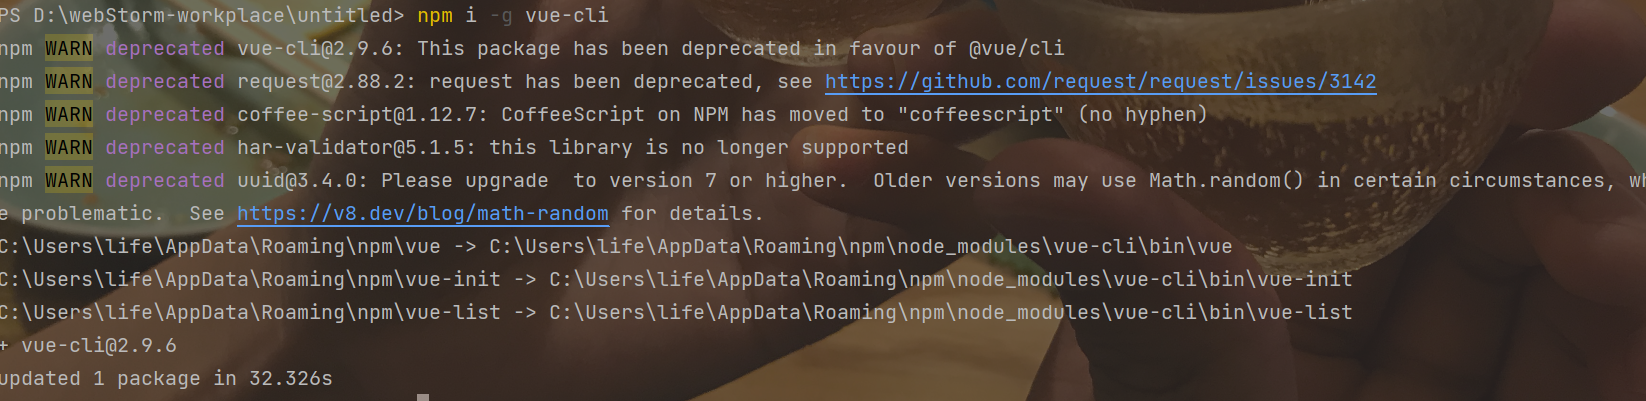 PS D:\webStorm-workplace\untitled> npm i -g vue-cli
npm WARN deprecated vue-cli@2.9.6: This package has been deprecated in favour of @vue/cli
npm WARN deprecated request@2.88.2: request has been deprecated, see https://github.com/request/request/issues/3142
npm WARN deprecated coffee-script@1.12.7: CoffeeScript on NPM has moved to "coffeescript" (no hyphen)
npm WARN deprecated har-validator@5.1.5: this library is no longer supported
npm WARN deprecated uuid@3.4.0: Please upgrade  to version 7 or higher.  Older versions may use Math.random() in certain circumstances, wh
e problematic.  See https://v8.dev/blog/math-random for details.
C:\Users\life\AppData\Roaming\npm\vue -> C:\Users\life\AppData\Roaming\npm\node_modules\vue-cli\bin\vue
C:\Users\life\AppData\Roaming\npm\vue-init -> C:\Users\life\AppData\Roaming\npm\node_modules\vue-cli\bin\vue-init
C:\Users\life\AppData\Roaming\npm\vue-list -> C:\Users\life\AppData\Roaming\npm\node_modules\vue-cli\bin\vue-list
+ vue-cli@2.9.6
updated 1 package in 32.326s